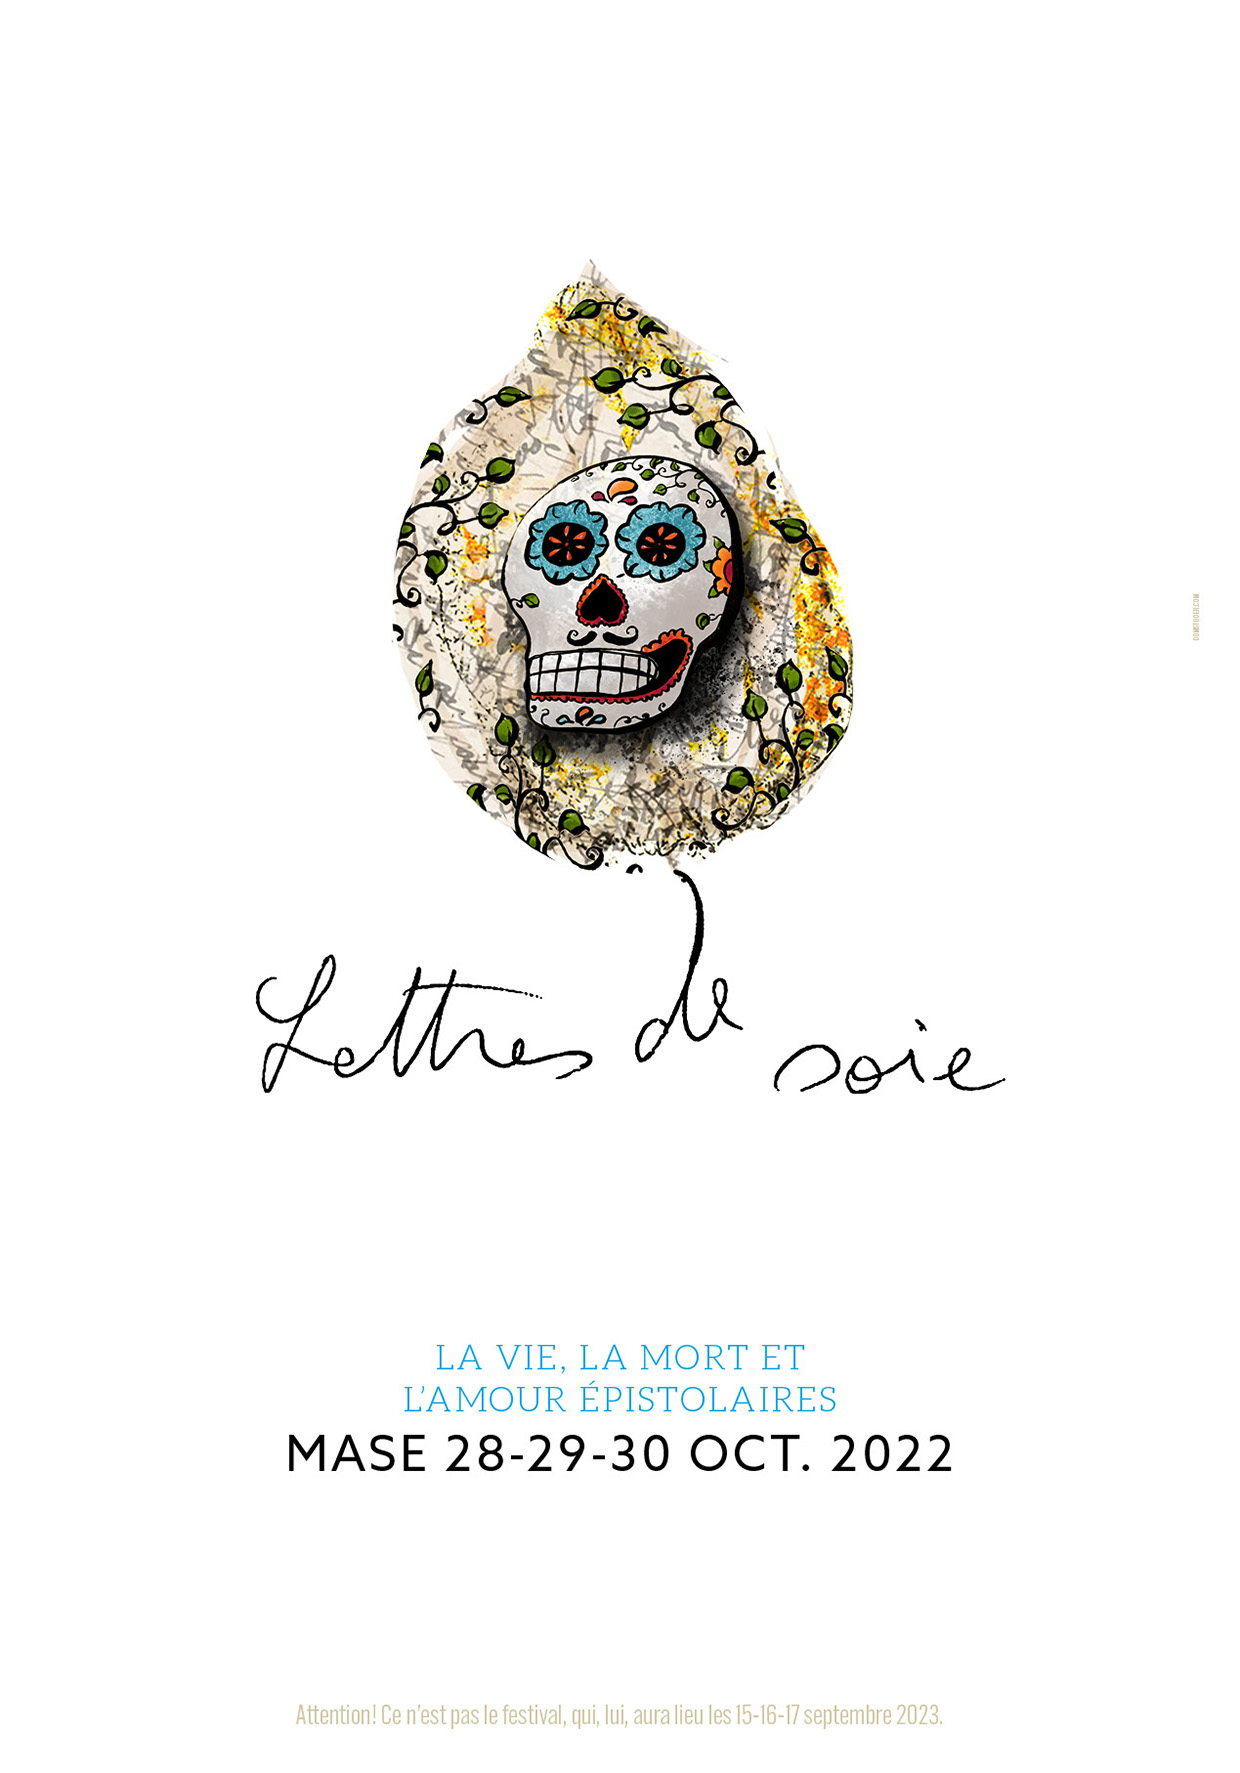 Lettres de soie
LA VIE, LA MORT ET
L'AMOUR ÉPISTOLAIRES
MASE 28-29-30 OCT. 2022
Attention! Ce n'est pas le festival, qui, lui, aura lieu les 15-16-17 septembre 2023.